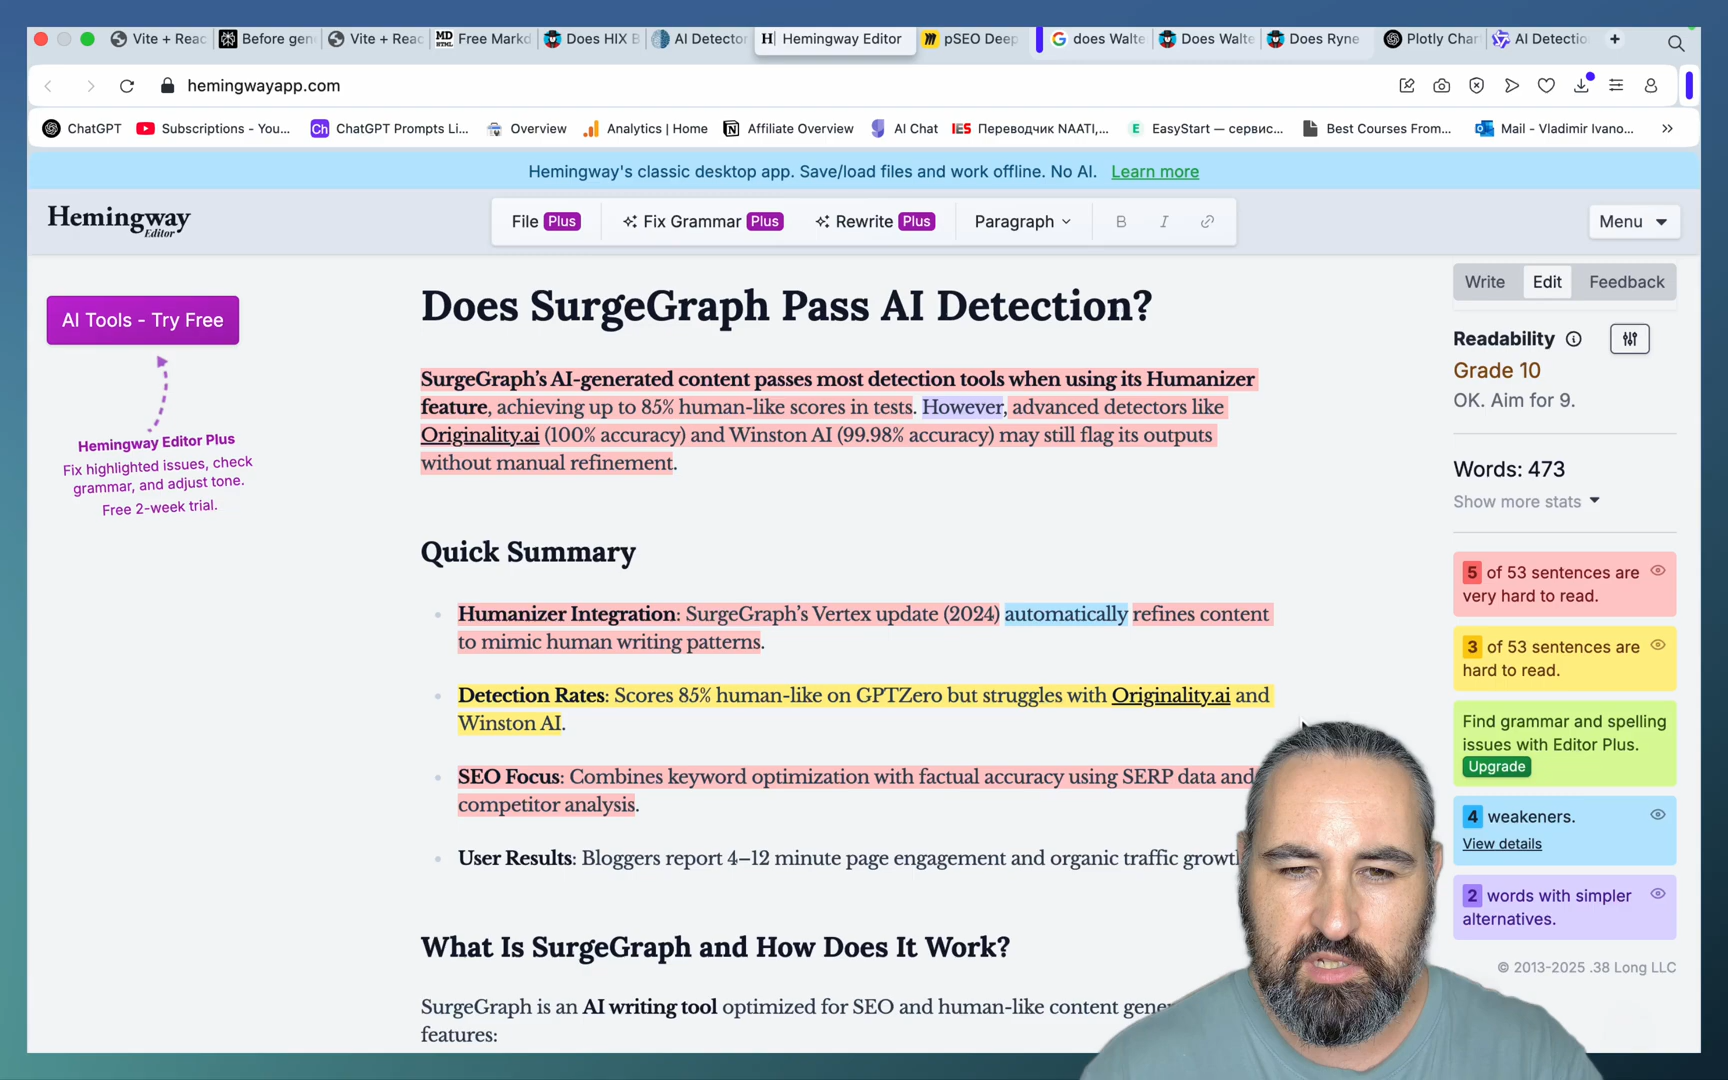 Vite + Reac
Before gen
Vite + Reac
MD HTML Free Markd
Does HIX B
AI Detector
H Hemingway Editor
pSEO Deep
does Walte
Does Walte
Does Ryne
Plotly Char
AI Detectio
hemingwayapp.com
ChatGPT
Subscriptions - You...
Ch ChatGPT Prompts Li...
Overview
Analytics | Home
Affiliate Overview
AI Chat
IES Переводчик NAATI,...
E EasyStart — сервис...
Best Courses From...
Mail - Vladimir Ivano...
Hemingway's classic desktop app. Save/load files and work offline. No AI. Learn more
Hemingway
Editor
File Plus
Fix Grammar Plus
Rewrite Plus
Paragraph
B
I
Menu
AI Tools - Try Free
Hemingway Editor Plus
Fix highlighted issues, check
grammar, and adjust tone.
Free 2-week trial.
Does SurgeGraph Pass AI Detection?
SurgeGraph’s AI-generated content passes most detection tools when using its Humanizer
feature, achieving up to 85% human-like scores in tests. However, advanced detectors like
Originality.ai (100% accuracy) and Winston AI (99.98% accuracy) may still flag its outputs
without manual refinement.
Quick Summary
Humanizer Integration: SurgeGraph’s Vertex update (2024) automatically refines content
to mimic human writing patterns.
Detection Rates: Scores 85% human-like on GPTZero but struggles with Originality.ai and
Winston AI.
SEO Focus: Combines keyword optimization with factual accuracy using SERP data and
competitor analysis.
User Results: Bloggers report 4–12 minute page engagement and organic traffic growth
What Is SurgeGraph and How Does It Work?
SurgeGraph is an AI writing tool optimized for SEO and human-like content gene
features:
Write
Edit
Feedback
Readability
Grade 10
OK. Aim for 9.
Words: 473
Show more stats
5 of 53 sentences are
very hard to read.
3 of 53 sentences are
hard to read.
Find grammar and spelling
issues with Editor Plus.
Upgrade
4 weakeners.
View details
2 words with simpler
alternatives.
© 2013-2025 .38 Long LLC